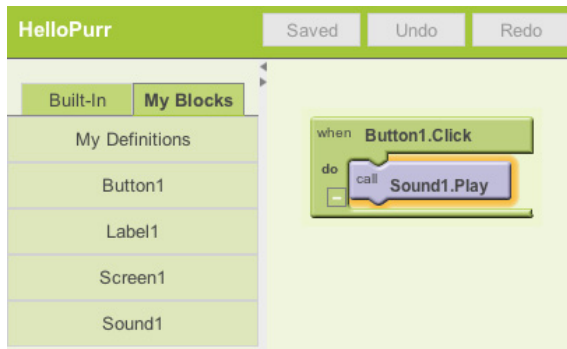 HelloPurr
Saved Undo Redo
Built-In My Blocks
My Definitions
Button1
Label1
Screen1
Sound1
when Button1.Click
do
call Sound1.Play